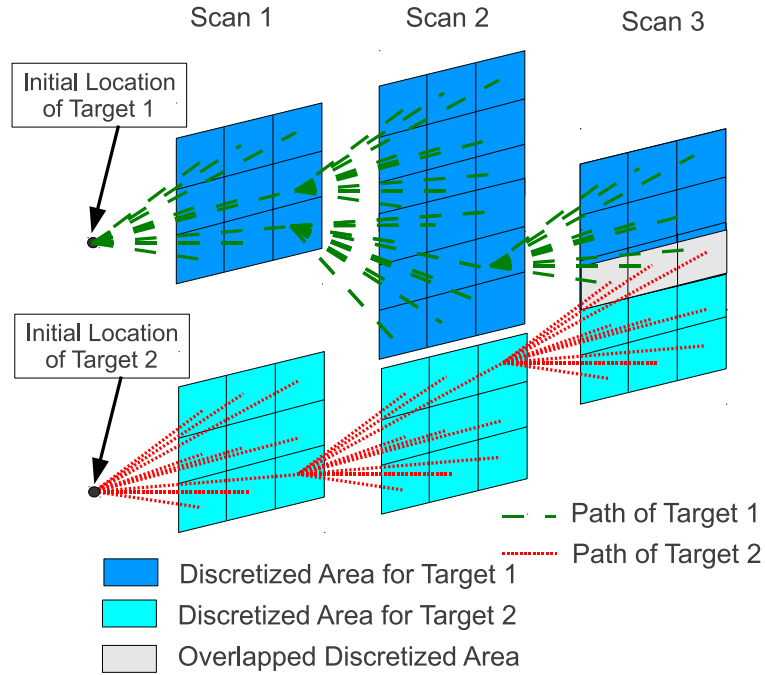 Scan 1
Scan 2
Scan 3
Initial Location
of Target 1
Initial Location
of Target 2
Path of Target 1
Path of Target 2
Discretized Area for Target 1
Discretized Area for Target 2
Overlapped Discretized Area